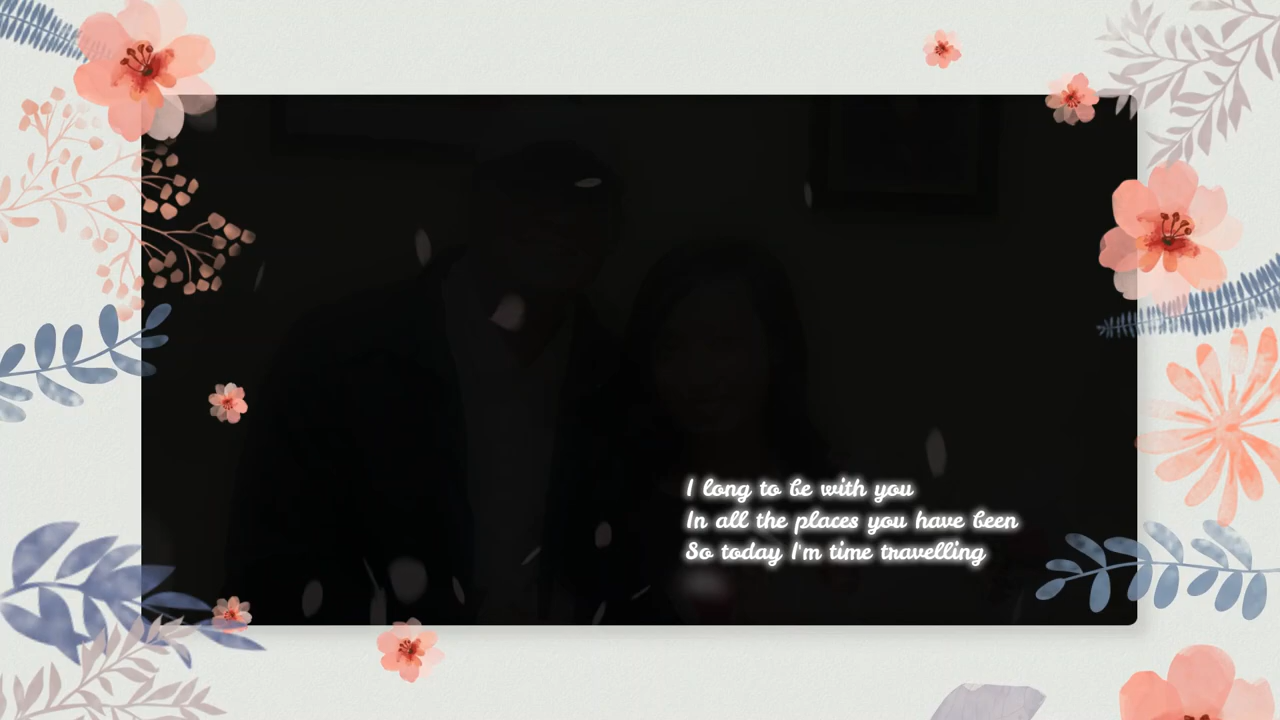 I long to be with you
In all the places you have been
So today I'm time travelling